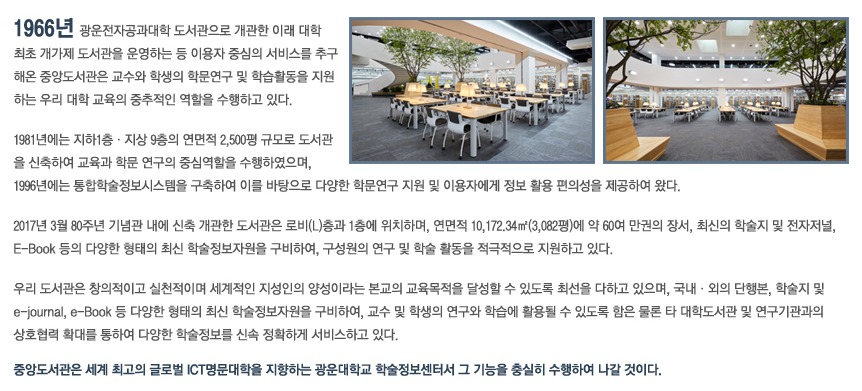 1966년 광운전자공과대학 도서관으로 개관한 이래 대학
최초 개가제 도서관을 운영하는 등 이용자 중심의 서비스를 추구
해온 중앙도서관은 교수와 학생의 학문연구 및 학습활동을 지원
하는 우리 대학 교육의 중추적인 역할을 수행하고 있다.
1981년에는 지하1층 · 지상 9층의 연면적 2,500평 규모로 도서관
을 신축하여 교육과 학문 연구의 중심역할을 수행하였으며,
1996년에는 통합학술정보시스템을 구축하여 이를 바탕으로 다양한 학문연구 지원 및 이용자에게 정보 활용 편의성을 제공하여 왔다.
2017년 3월 80주년 기념관 내에 신축 개관한 도서관은 로비(L)층과 1층에 위치하며, 연면적 10,172.34㎡(3,082평)에 약 60여 만권의 장서, 최신의 학술지 및 전자저널,
E-Book 등의 다양한 형태의 최신 학술정보자원을 구비하여, 구성원의 연구 및 학술 활동을 적극적으로 지원하고 있다.
우리 도서관은 창의적이고 실천적이며 세계적인 지성인의 양성이라는 본교의 교육목적을 달성할 수 있도록 최선을 다하고 있으며, 국내 · 외의 단행본, 학술지 및
e-journal, e-Book 등 다양한 형태의 최신 학술정보자원을 구비하여, 교수 및 학생의 연구와 학습에 활용될 수 있도록 함은 물론 타 대학도서관 및 연구기관과의
상호협력 확대를 통하여 다양한 학술정보를 신속 정확하게 서비스하고 있다.
중앙도서관은 세계 최고의 글로벌 ICT명문대학을 지향하는 광운대학교 학술정보센터서 그 기능을 충실히 수행하여 나갈 것이다.